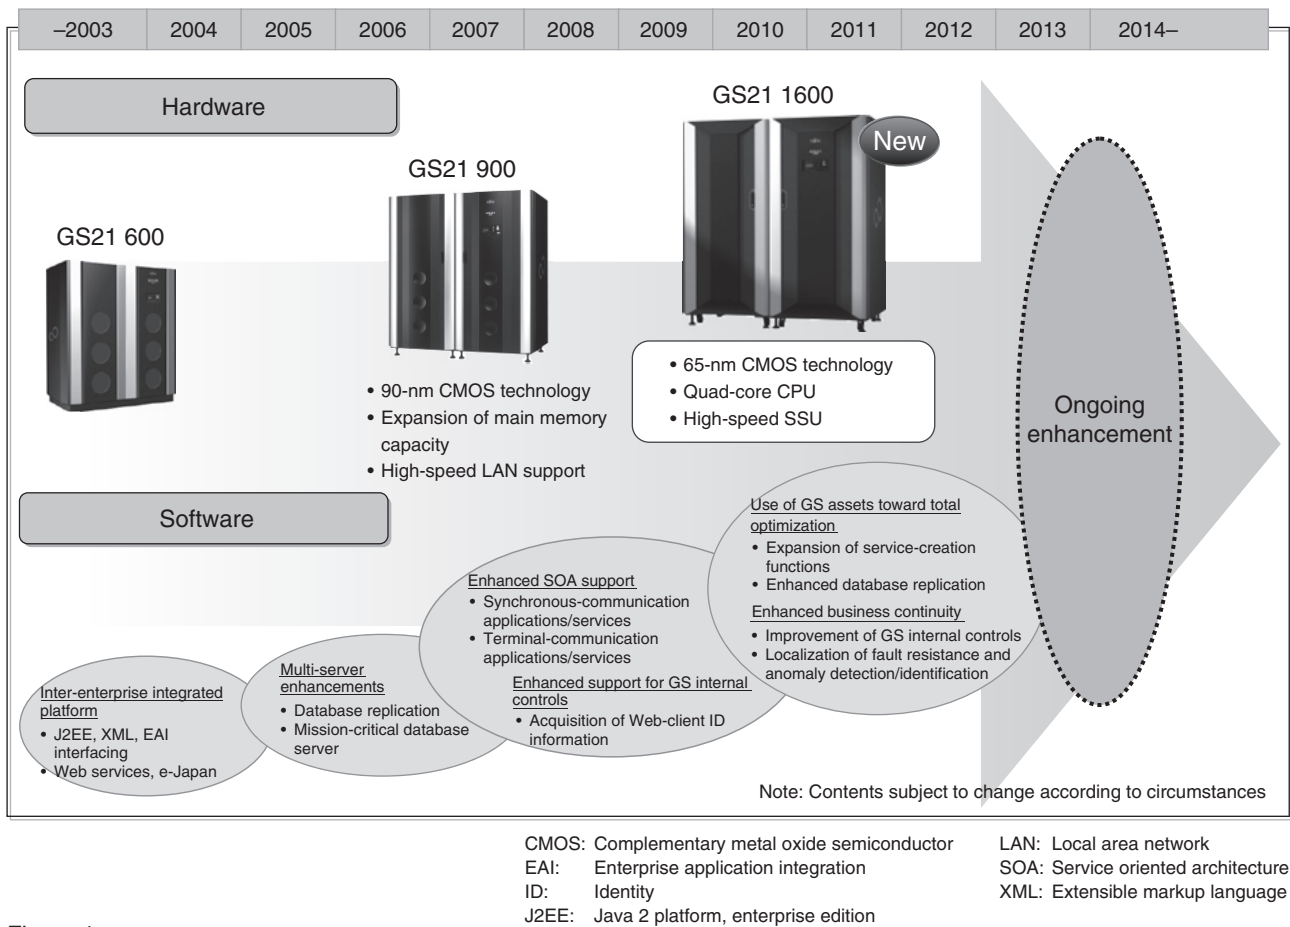 –2003 2004 2005 2006 2007 2008 2009 2010 2011 2012 2013 2014–
Hardware
GS21 600
GS21 900
• 90-nm CMOS technology
• Expansion of main memory
capacity
• High-speed LAN support
GS21 1600
New
• 65-nm CMOS technology
• Quad-core CPU
• High-speed SSU
Ongoing
enhancement
Software
Inter-enterprise integrated
platform
• J2EE, XML, EAI
interfacing
• Web services, e-Japan
Multi-server
enhancements
• Database replication
• Mission-critical database
server
Enhanced SOA support
• Synchronous-communication
applications/services
• Terminal-communication
applications/services
Enhanced support for GS internal
controls
• Acquisition of Web-client ID
information
Use of GS assets toward total
optimization
• Expansion of service-creation
functions
• Enhanced database replication
Enhanced business continuity
• Improvement of GS internal controls
• Localization of fault resistance and
anomaly detection/identification
Note: Contents subject to change according to circumstances
CMOS: Complementary metal oxide semiconductor
EAI: Enterprise application integration
ID: Identity
J2EE: Java 2 platform, enterprise edition
LAN: Local area network
SOA: Service oriented architecture
XML: Extensible markup language